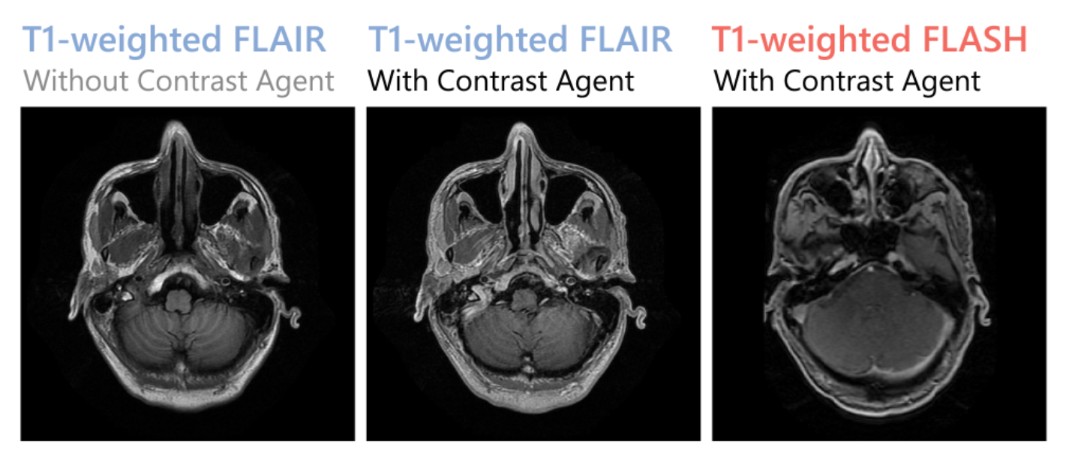 T1-weighted FLAIR
Without Contrast Agent
T1-weighted FLAIR
With Contrast Agent
T1-weighted FLASH
With Contrast Agent